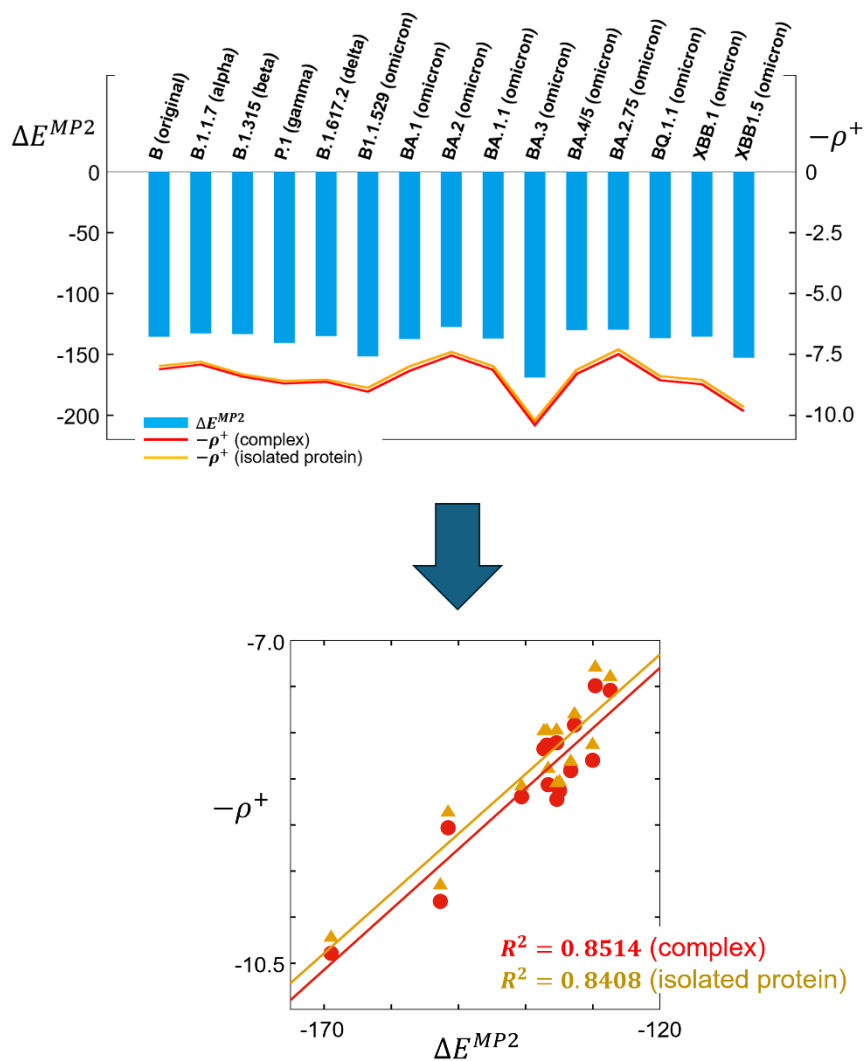 B (original)
B.1.1.7 (alpha)
B.1.315 (beta)
P.1 (gamma)
B.1.617.2 (delta)
B1.1.529 (omicron)
BA.1 (omicron)
BA.2 (omicron)
BA.1.1 (omicron)
BA.3 (omicron)
BA.4/5 (omicron)
BA.2.75 (omicron)
BQ.1.1 (omicron)
XBB.1 (omicron)
XBB1.5 (omicron)
ΔE^{MP2}
−ρ⁺
0
0
-50
-2.5
-100
-5.0
-150
-7.5
-200
-10.0
ΔE^{MP2}
−ρ⁺ (complex)
−ρ⁺ (isolated protein)
-7.0
−ρ⁺
-10.5
R² = 0.8514 (complex)
R² = 0.8408 (isolated protein)
-170
-120
ΔE^{MP2}